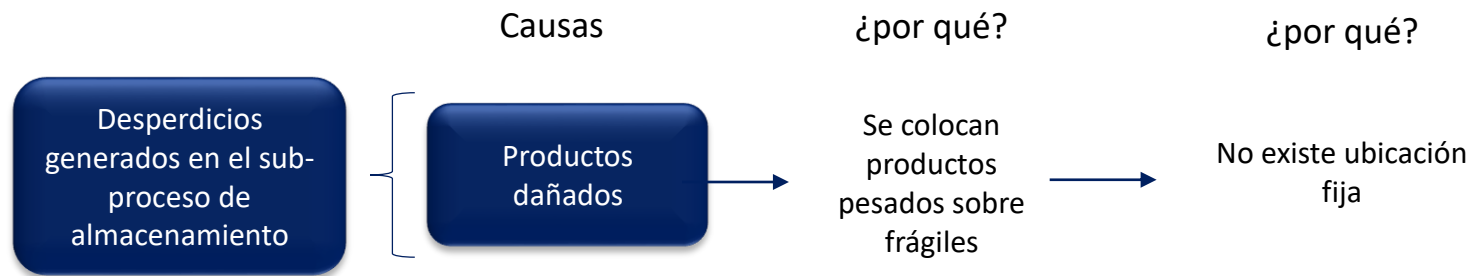 Causas
¿por qué?
¿por qué?
Desperdicios
generados en el sub-
proceso de
almacenamiento
Productos
dañados
Se colocan
productos
pesados sobre
frágiles
No existe ubicación
fija